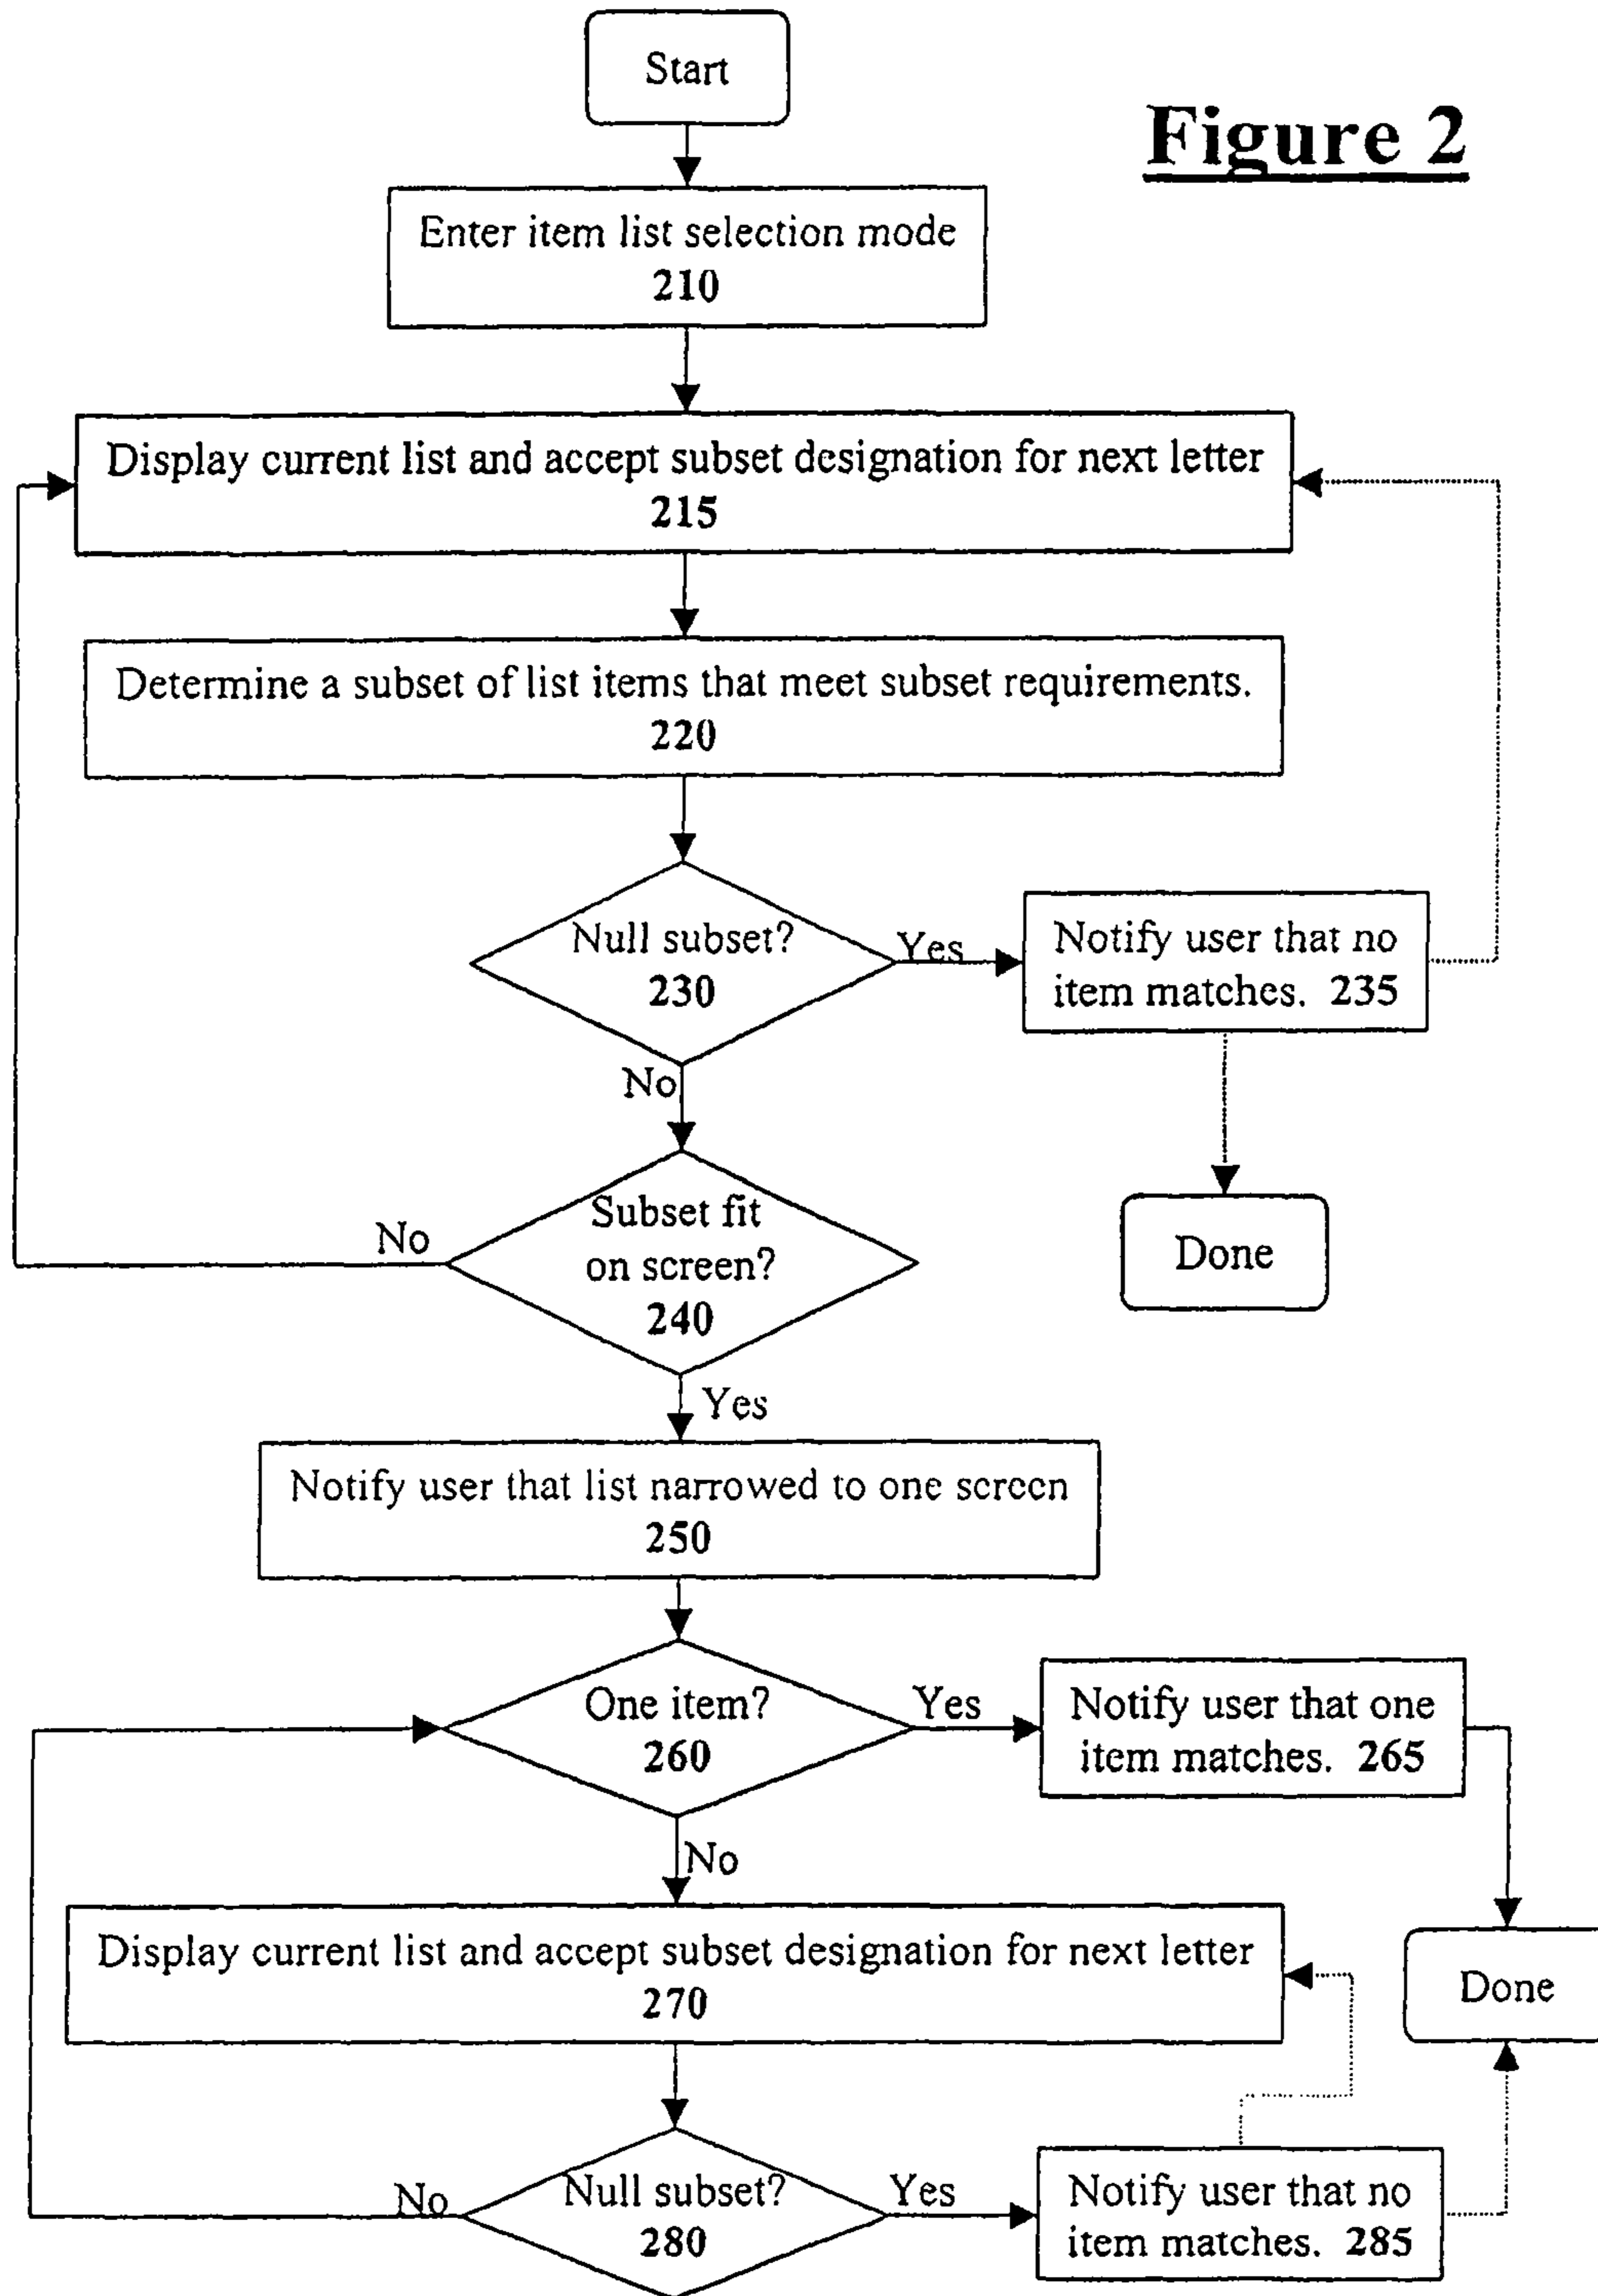 Start
Figure 2
Enter item list selection mode
210
Display current list and accept subset designation for next letter
215
Determine a subset of list items that meet subset requirements.
220
Null subset?
230
Yes
Notify user that no
item matches. 235
No
Subset fit
on screen?
240
No
Done
Yes
Notify user that list narrowed to one screen
250
One item?
260
Yes
Notify user that one
item matches. 265
No
Display current list and accept subset designation for next letter
270
Done
Null subset?
280
No
Yes
Notify user that no
item matches. 285